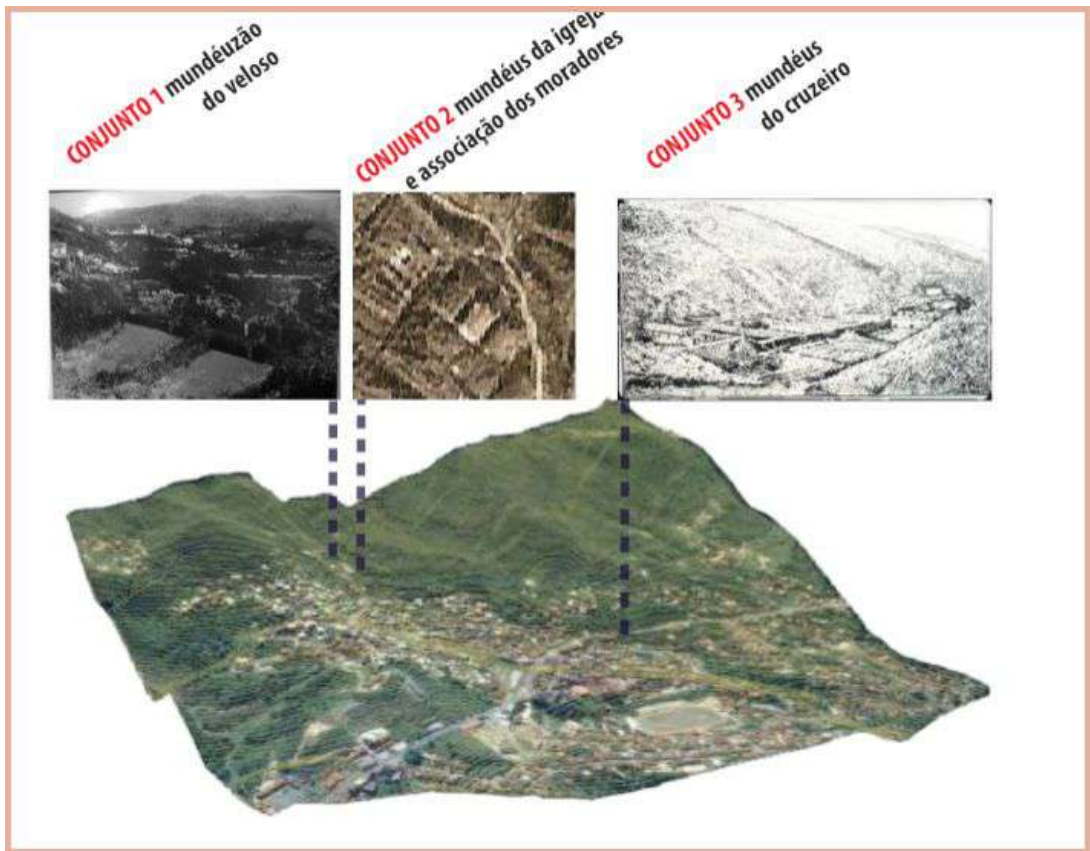 CONJUNTO 1 mundéuzão
do veloso
CONJUNTO 2 mundéus da igreja
e associação dos moradores
CONJUNTO 3 mundéus
do cruzeiro